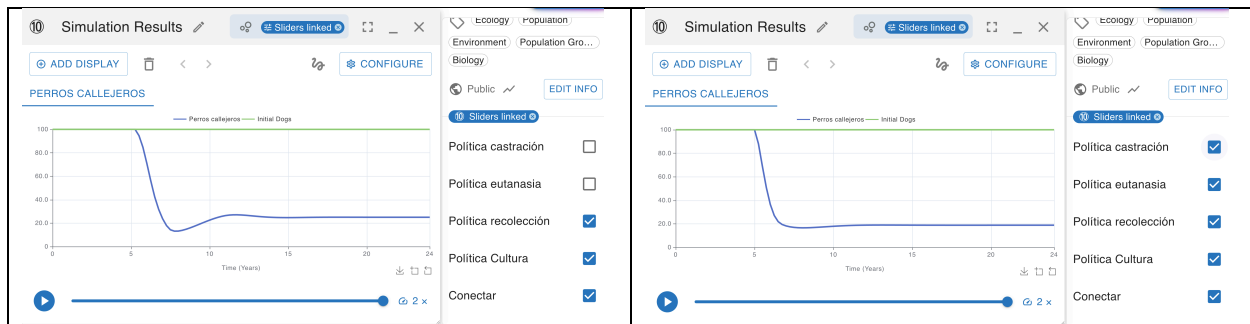 ⑩ Simulation Results Sliders linked
ADD DISPLAY CONFIGURE
PERROS CALLEJEROS
Perros callejeros Initial Dogs
100
80.0
60.0
40.0
20.0
0
0 5 10 15 20 24
Time (Years)
2 ×
Ecology Population
Environment Population Gro...
Biology
Public EDIT INFO
⑩ Sliders linked
Política castración
Política eutanasia
Política recolección
Política Cultura
Conectar
⑩ Simulation Results Sliders linked
ADD DISPLAY CONFIGURE
PERROS CALLEJEROS
Perros callejeros Initial Dogs
100
80.0
60.0
40.0
20.0
0
0 5 10 15 20 24
Time (Years)
2 ×
Ecology Population
Environment Population Gro...
Biology
Public EDIT INFO
⑩ Sliders linked
Política castración
Política eutanasia
Política recolección
Política Cultura
Conectar